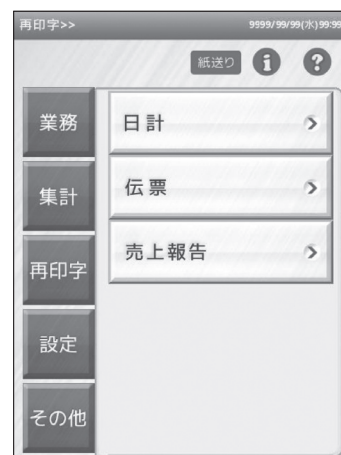 再印字>> 9999/99/99(水)99:99
紙送り i ?
業務
集計
再印字
設定
その他
日計 >
伝票 >
売上報告 >